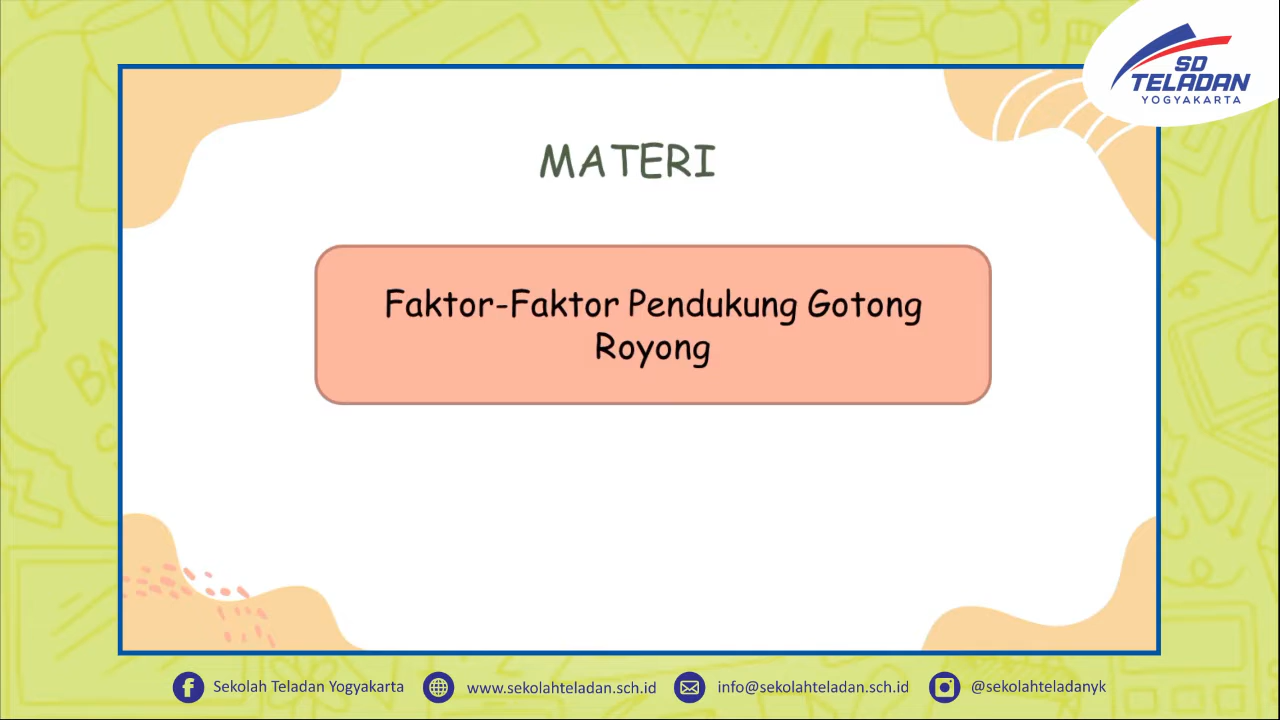 SD
TELADAN
YOGYAKARTA
MATERI
Faktor-Faktor Pendukung Gotong
Royong
Sekolah Teladan Yogyakarta
www.sekolahteladan.sch.id
info@sekolahteladan.sch.id
@sekolahteladanyk